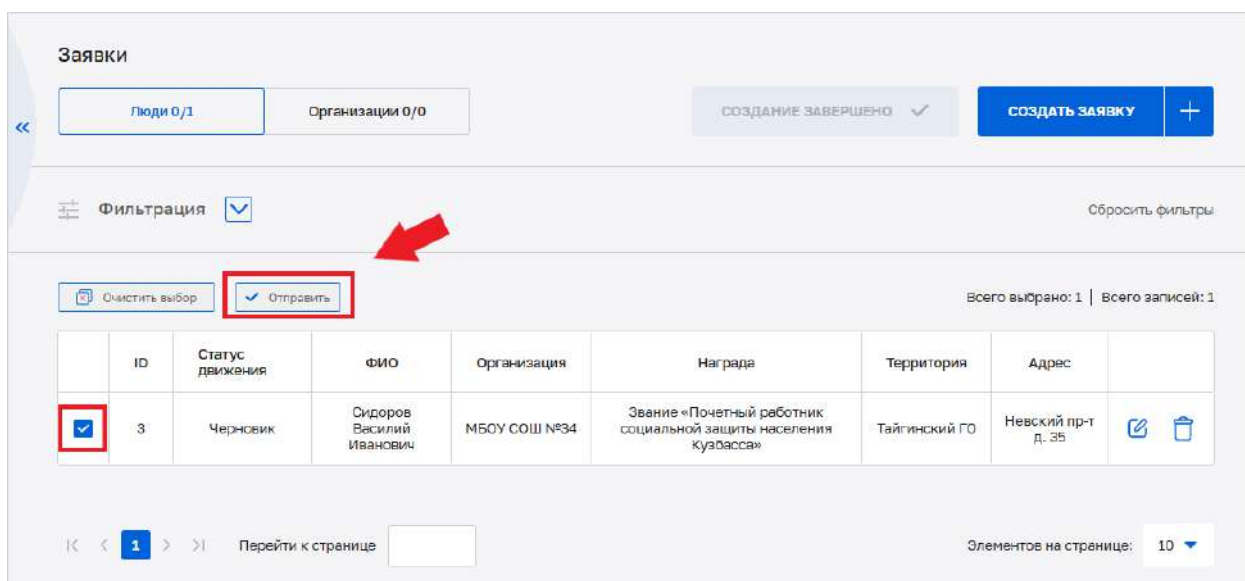 Заявки
Люди 0/1
Организации 0/0
СОЗДАНИЕ ЗАВЕРШЕНО
СОЗДАТЬ ЗАЯВКУ
Фильтрация
Сбросить фильтры
Очистить выбор
Отправить
Всего выбрано: 1 | Всего записей: 1
ID
Статус
движения
ФИО
Организация
Награда
Территория
Адрес
3
Черновик
Сидоров
Василий
Иванович
МБОУ СОШ №34
Звание «Почетный работник
социальной защиты населения
Кузбасса»
Тайгинский ГО
Невский пр-т
д. 35
1
Перейти к странице
Элементов на странице:
10